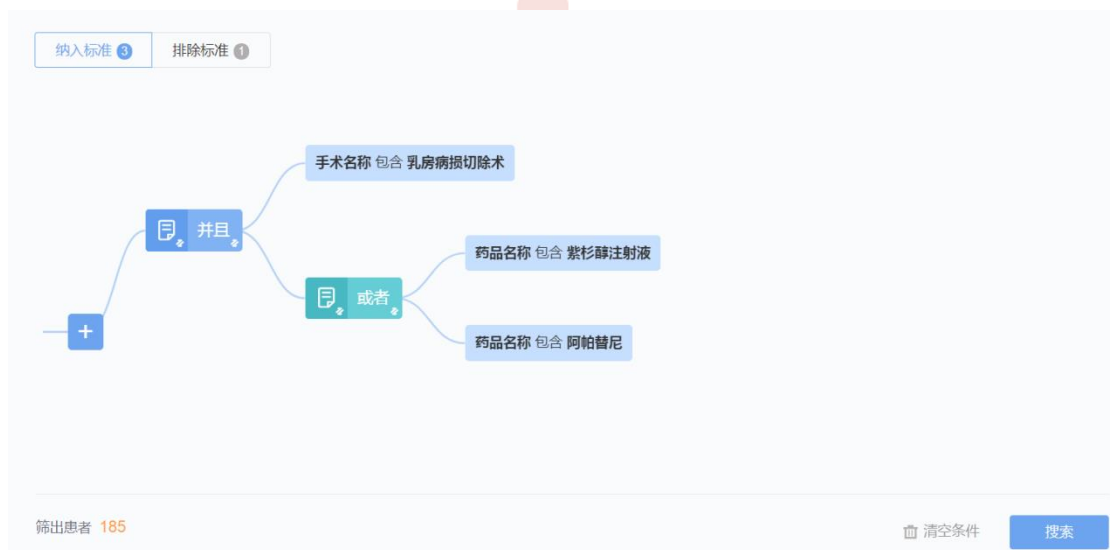 纳入标准 3 排除标准 1
手术名称 包含 乳房病损切除术
并且
药品名称 包含 紫杉醇注射液
或者
药品名称 包含 阿帕替尼
筛出患者 185 清空条件 搜索